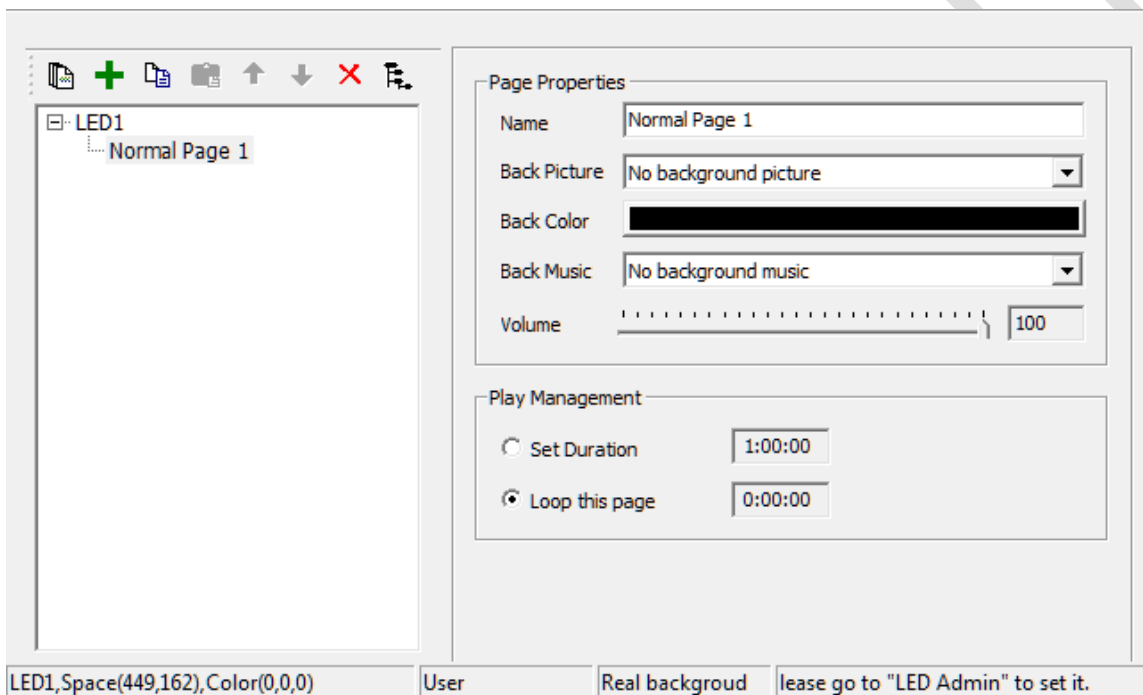 LED1
Normal Page 1
Page Properties
Name Normal Page 1
Back Picture No background picture
Back Color
Back Music No background music
Volume 100
Play Management
Set Duration 1:00:00
Loop this page 0:00:00
LED1,Space(449,162),Color(0,0,0) User Real backgroud lease go to "LED Admin" to set it.